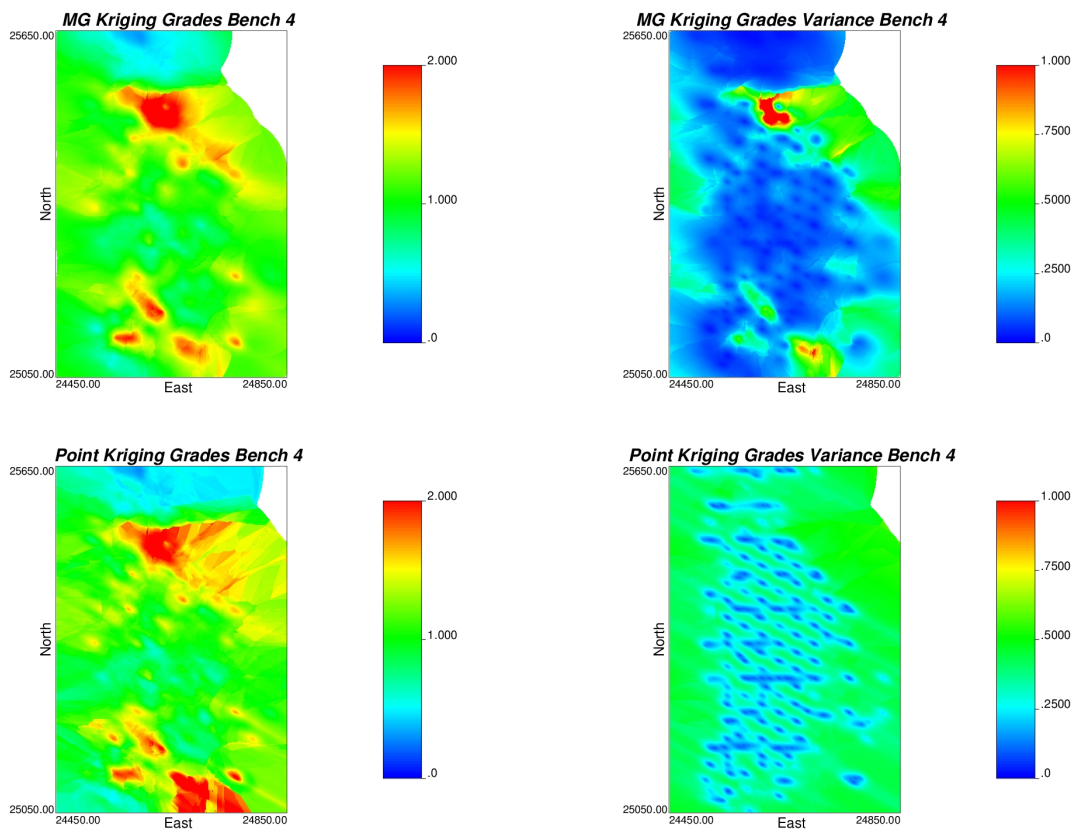 MG Kriging Grades Bench 4
25650.00
North
25050.00
24450.00
East
24850.00
2.000
1.000
.0
MG Kriging Grades Variance Bench 4
25650.00
North
25050.00
24450.00
East
24850.00
1.000
.7500
.5000
.2500
.0
Point Kriging Grades Bench 4
25650.00
North
25050.00
24450.00
East
24850.00
2.000
1.000
.0
Point Kriging Grades Variance Bench 4
25650.00
North
25050.00
24450.00
East
24850.00
1.000
.7500
.5000
.2500
.0